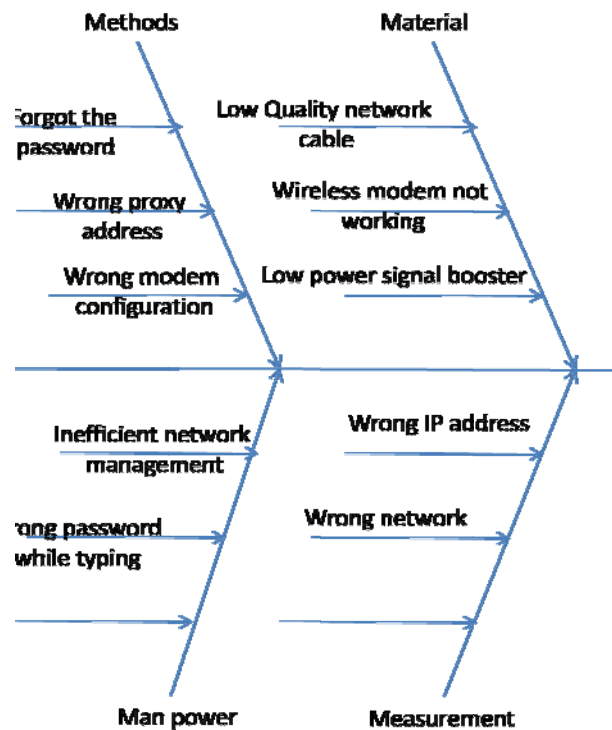 Methods
Material
Forgot the
password
Low Quality network
cable
Wrong proxy
address
Wireless modem not
working
Wrong modem
configuration
Low power signal booster
Inefficient network
management
Wrong IP address
rong password
while typing
Wrong network
Man power
Measurement